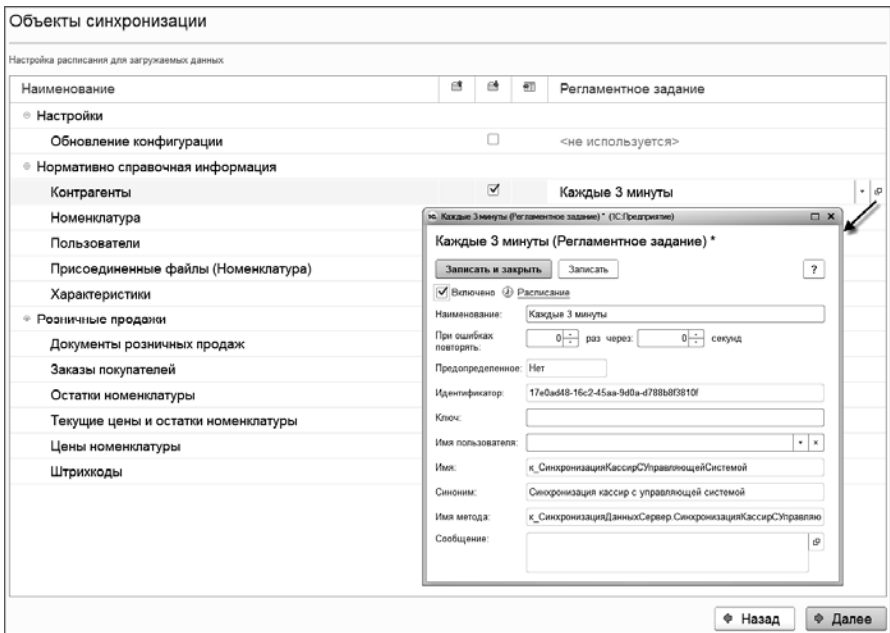 Объекты синхронизации
Настройка расписания для загружаемых данных
Наименование Регламентное задание
Настройки
Обновление конфигурации <не используется>
Нормативно справочная информация
Контрагенты Каждые 3 минуты
Номенклатура
Пользователи
Присоединенные файлы (Номенклатура)
Характеристики
Розничные продажи
Документы розничных продаж
Заказы покупателей
Остатки номенклатуры
Текущие цены и остатки номенклатуры
Цены номенклатуры
Штрихкоды
Каждые 3 минуты (Регламентное задание) * (1С:Предприятие)
Каждые 3 минуты (Регламентное задание) *
Записать и закрыть Записать ?
Включено Расписание
Наименование: Каждые 3 минуты
При ошибках
повторять: 0 раз через: 0 секунд
Предопределенное: Нет
Идентификатор: 17e0ad48-16c2-45aa-9d0a-d788b8f3810f
Ключ:
Имя пользователя:
Имя: к_СинхронизацияКассирСУправляющейСистемой
Синоним: Синхронизация кассир с управляющей системой
Имя метода: к_СинхронизацияДанныхСервер.СинхронизацияКассирСУправляю
Сообщение:
Назад Далее